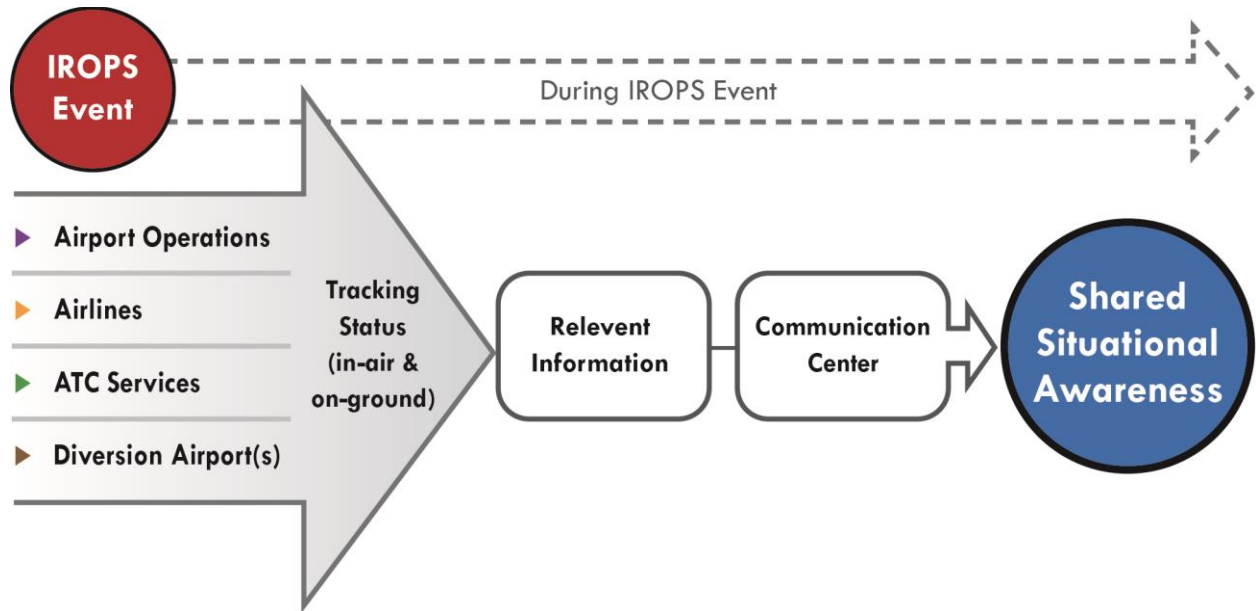 IROPS
Event
During IROPS Event
Airport Operations
Airlines
ATC Services
Diversion Airport(s)
Tracking
Status
(in-air &
on-ground)
Relevent
Information
Communication
Center
Shared
Situational
Awareness